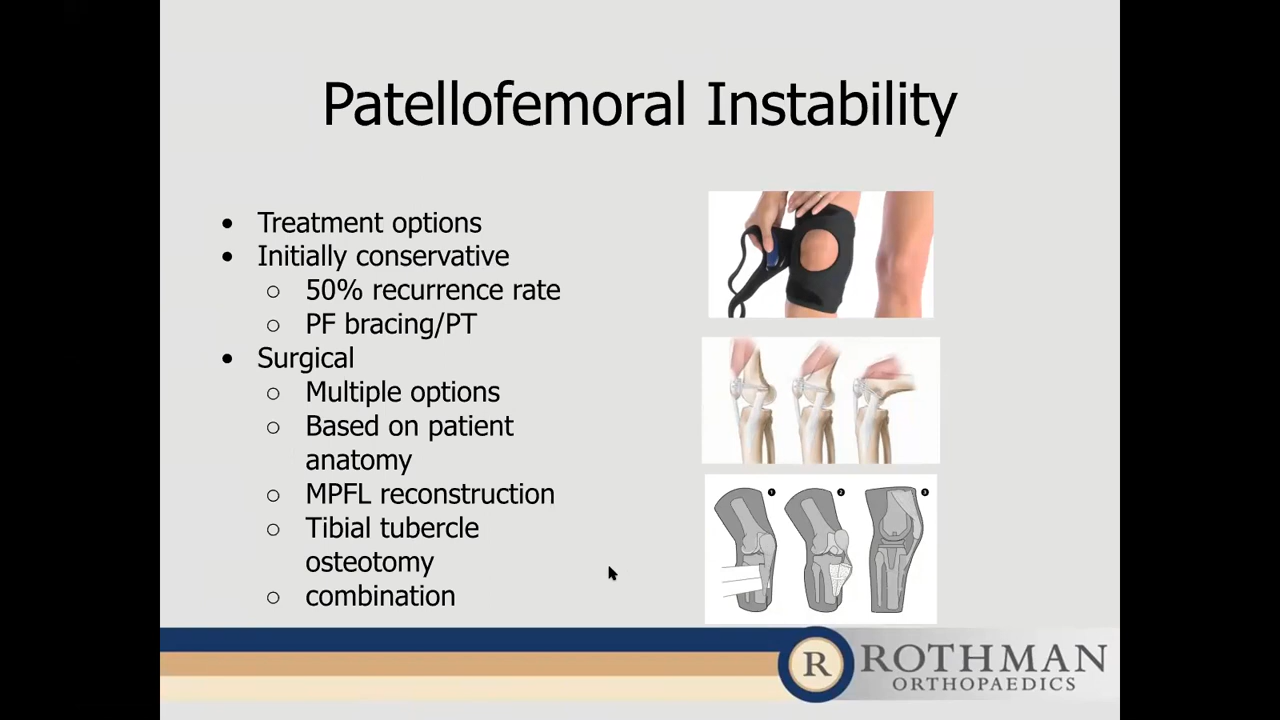 Patellofemoral Instability
• Treatment options
• Initially conservative
○ 50% recurrence rate
○ PF bracing/PT
• Surgical
○ Multiple options
○ Based on patient
anatomy
○ MPFL reconstruction
○ Tibial tubercle
osteotomy
○ combination
1 2 3
R ROTHMAN
ORTHOPAEDICS